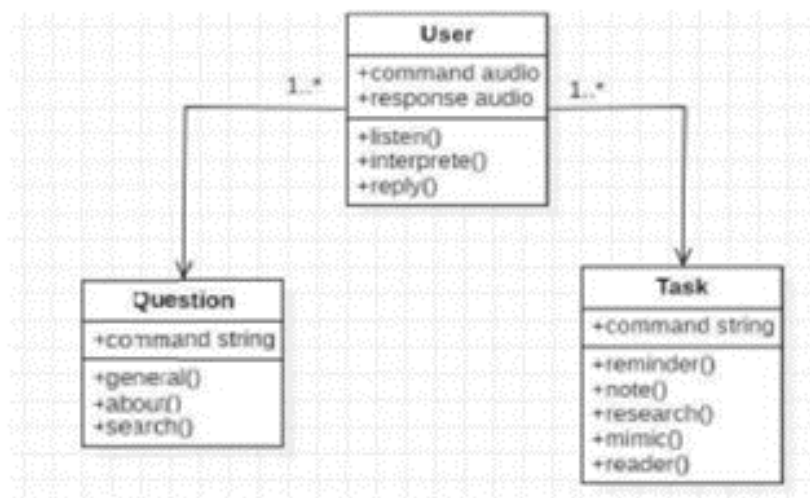 User
+command audio
+response audio
+listen()
+interprete()
+reply()
1..*
1..*
Question
+command string
+general()
+about()
+search()
Task
+command string
+reminder()
+note()
+research()
+mimic()
+reader()